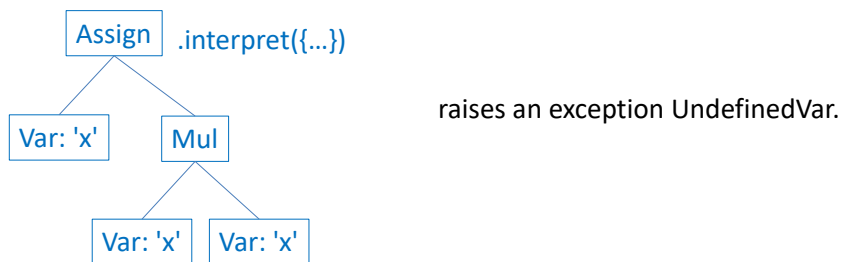 Assign .interpret({…})
raises an exception UndefinedVar.
Var: 'x' Mul
Var: 'x' Var: 'x'